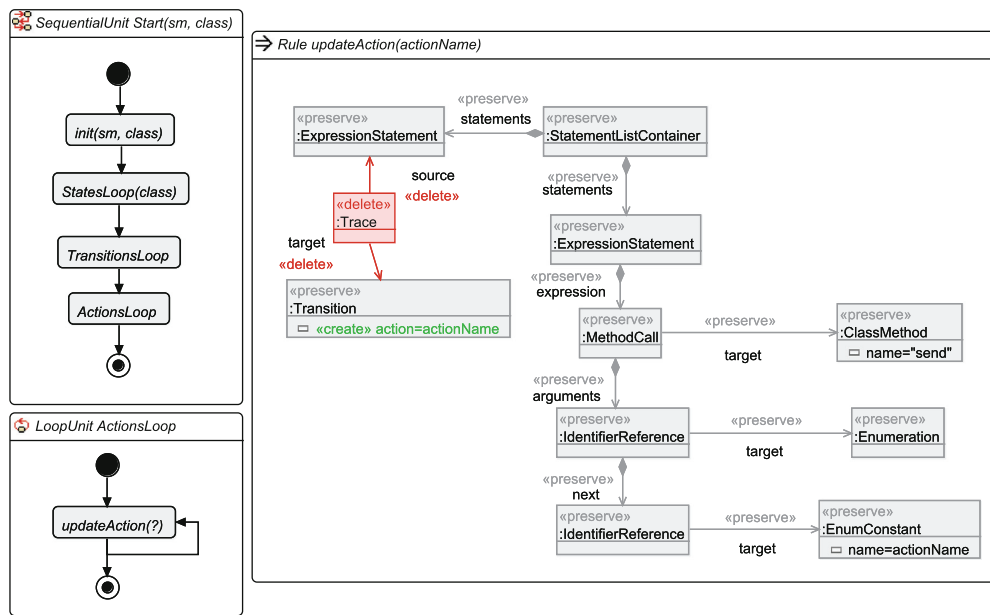 SequentialUnit Start(sm, class)
init(sm, class)
StatesLoop(class)
TransitionsLoop
ActionsLoop
LoopUnit ActionsLoop
updateAction(?)
Rule updateAction(actionName)
«preserve»
:ExpressionStatement
«preserve»
statements
«preserve»
:StatementListContainer
source
«delete»
«delete»
:Trace
target
«delete»
«preserve»
:Transition
«create» action=actionName
«preserve»
statements
«preserve»
:ExpressionStatement
«preserve»
expression
«preserve»
:MethodCall
«preserve»
target
«preserve»
:ClassMethod
name="send"
«preserve»
arguments
«preserve»
:IdentifierReference
«preserve»
target
«preserve»
:Enumeration
«preserve»
next
«preserve»
:IdentifierReference
«preserve»
target
«preserve»
:EnumConstant
name=actionName